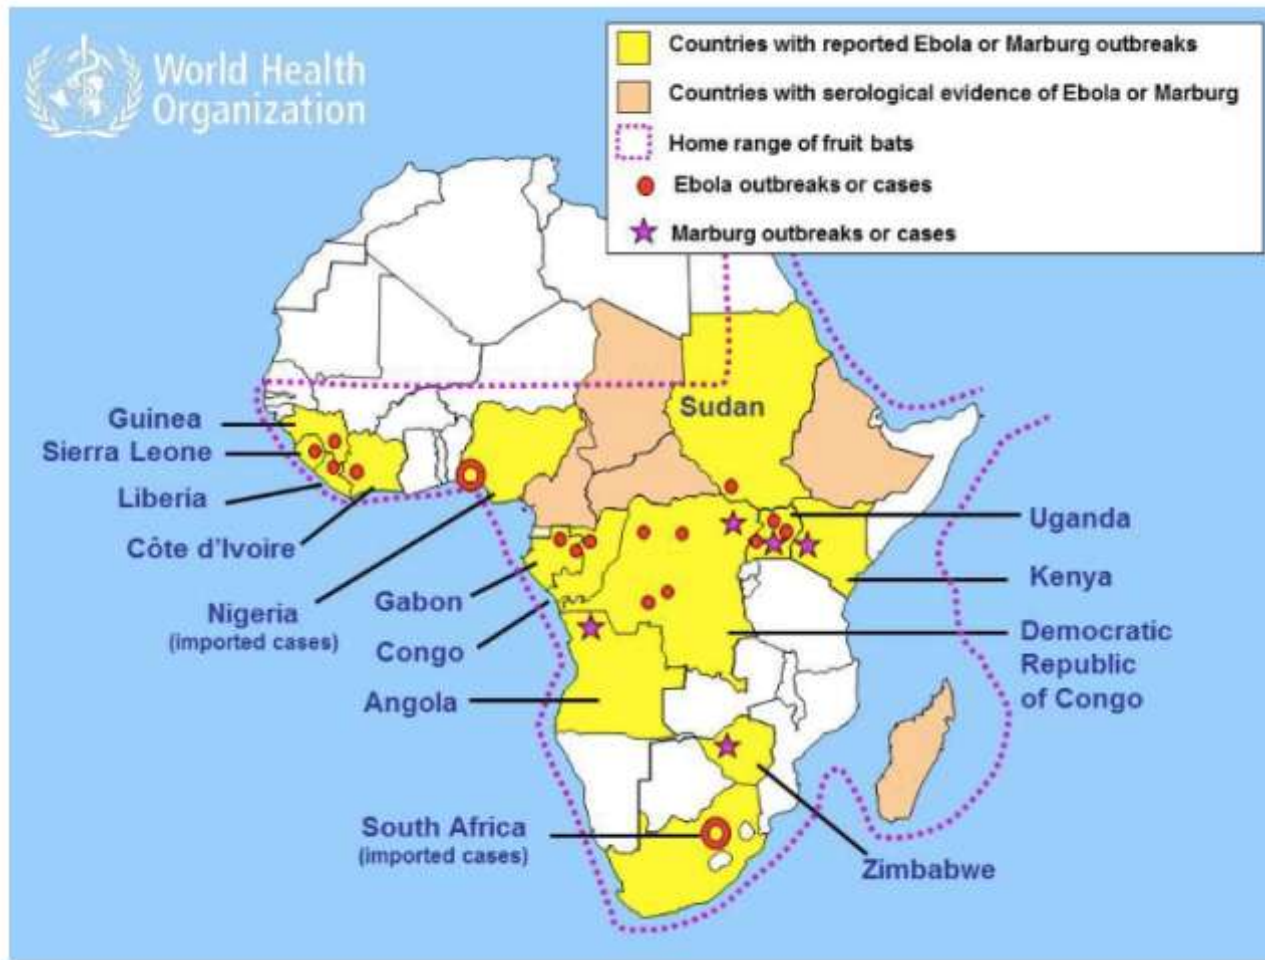 World Health
Organization
Countries with reported Ebola or Marburg outbreaks
Countries with serological evidence of Ebola or Marburg
Home range of fruit bats
Ebola outbreaks or cases
Marburg outbreaks or cases
Sudan
Guinea
Sierra Leone
Liberia
Côte d'Ivoire
Nigeria
(imported cases)
Gabon
Congo
Angola
South Africa
(imported cases)
Uganda
Kenya
Democratic
Republic
of Congo
Zimbabwe